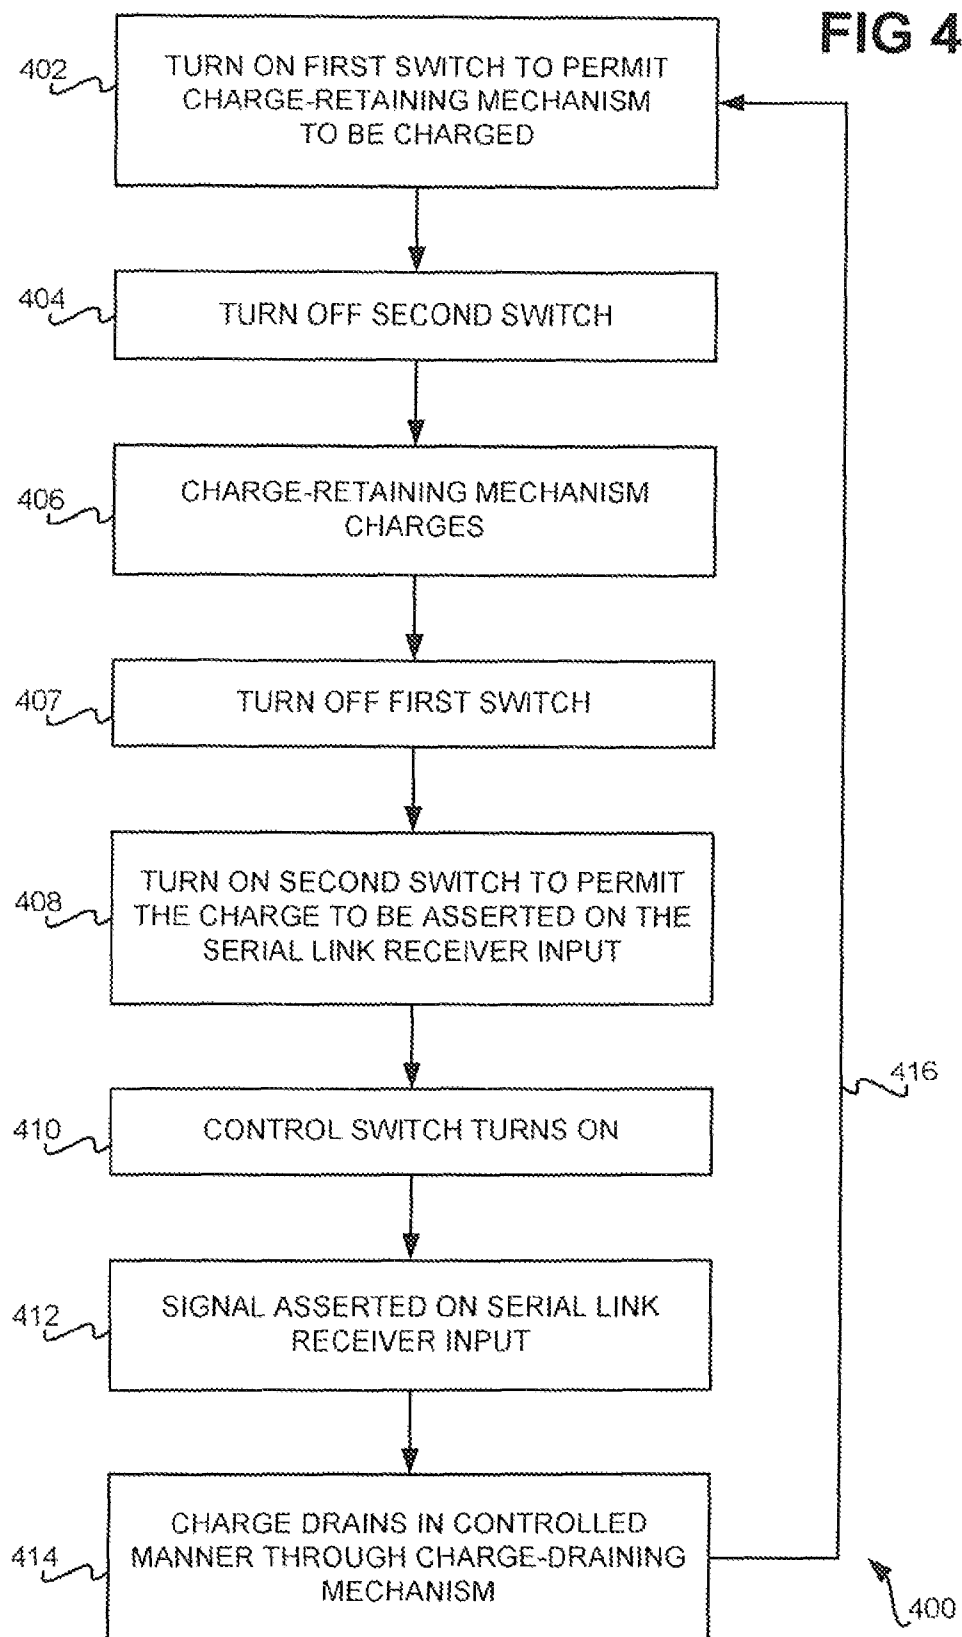 FIG 4
402
TURN ON FIRST SWITCH TO PERMIT
CHARGE-RETAINING MECHANISM
TO BE CHARGED
404
TURN OFF SECOND SWITCH
406
CHARGE-RETAINING MECHANISM
CHARGES
407
TURN OFF FIRST SWITCH
408
TURN ON SECOND SWITCH TO PERMIT
THE CHARGE TO BE ASSERTED ON THE
SERIAL LINK RECEIVER INPUT
416
410
CONTROL SWITCH TURNS ON
412
SIGNAL ASSERTED ON SERIAL LINK
RECEIVER INPUT
414
CHARGE DRAINS IN CONTROLLED
MANNER THROUGH CHARGE-DRAINING
MECHANISM
400